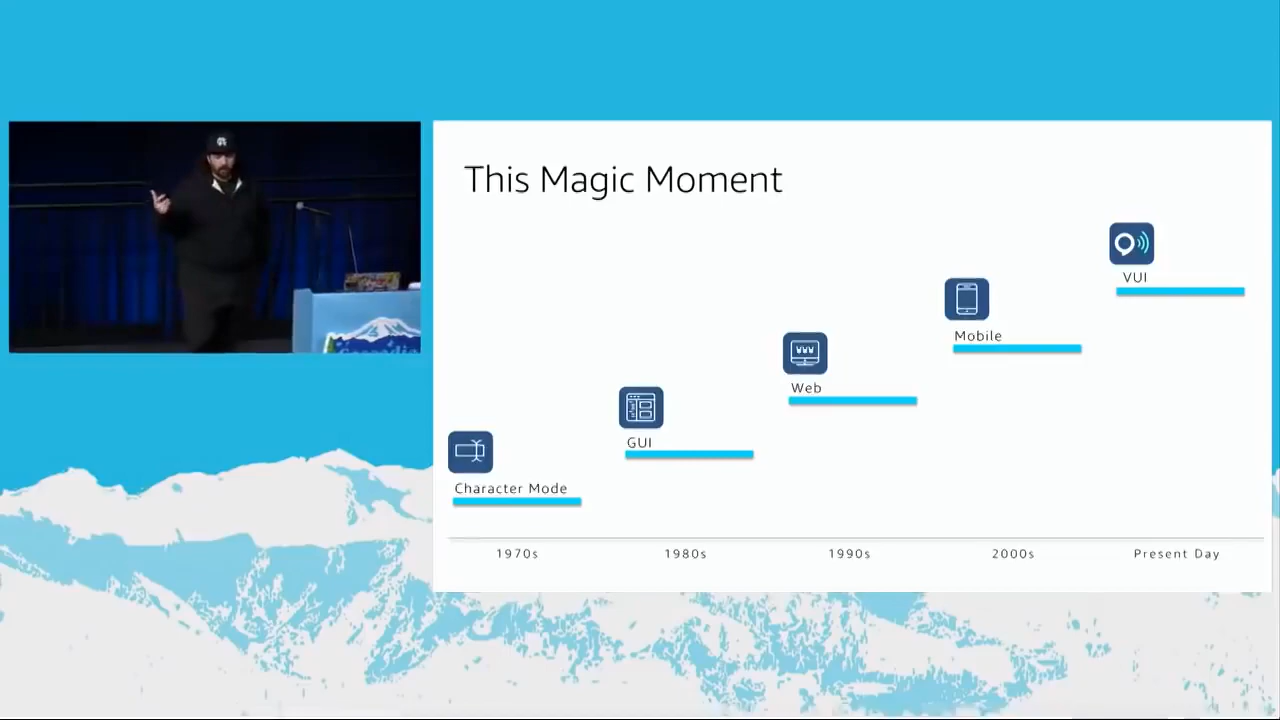 This Magic Moment
VUI
Mobile
Web
GUI
Character Mode
1970s
1980s
1990s
2000s
Present Day